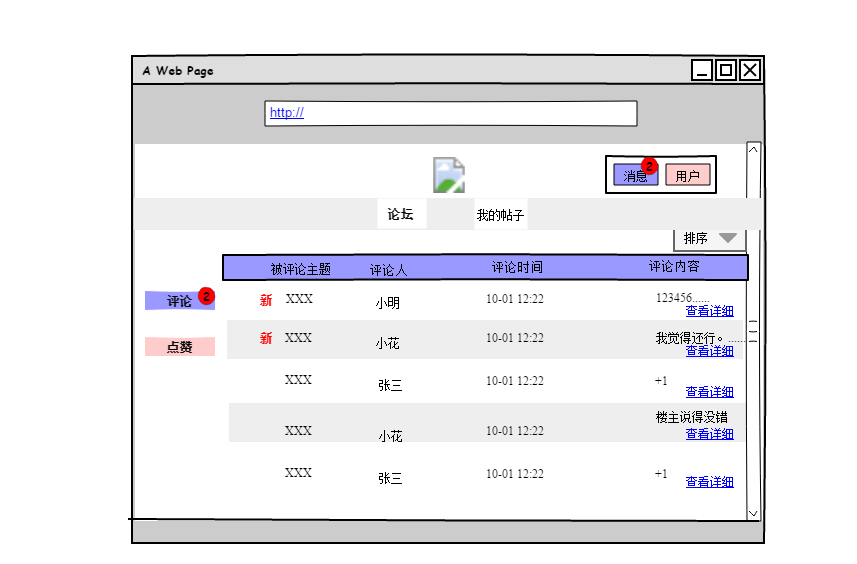 A Web Page
http://
消息 2 用户
论坛 我的帖子
排序
被评论主题 评论人 评论时间 评论内容
评论 2
新 XXX 小明 10-01 12:22 123456......
查看详细
点赞
新 XXX 小花 10-01 12:22 我觉得还行。......
查看详细
XXX 张三 10-01 12:22 +1
查看详细
楼主说得没错
XXX 小花 10-01 12:22 查看详细
XXX 张三 10-01 12:22 +1
查看详细